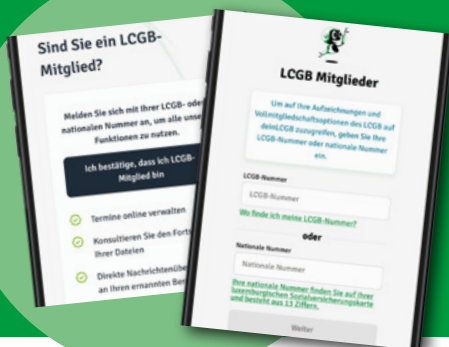 Sind Sie ein LCGB-
Mitglied?
Melden Sie sich mit Ihrer LCGB- oder
nationalen Nummer an, um alle
Funktionen zu nutzen.
Ich bestätige, dass ich LCGB-
Mitglied bin
Termine online verwalten
Konsultieren Sie den
Ihrer Dateien
Direkte
an Ihren ernannten
LCGB Mitglieder
Um auf Ihre Aufzeichnungen und
Vollmitgliedschaftsoptionen des LCGB auf
deinLCGB zuzugreifen, geben Sie Ihre
LCGB-Nummer oder nationale Nummer
ein.
LCGB-Nummer
LCGB-Nummer
Wo finde ich meine LCGB-Nummer?
oder
Nationale Nummer
Nationale Nummer
Ihre nationale Nummer finden Sie auf Ihrer
luxemburgischen Sozialversicherungskarte
und besteht aus 13 Ziffern.
Weiter